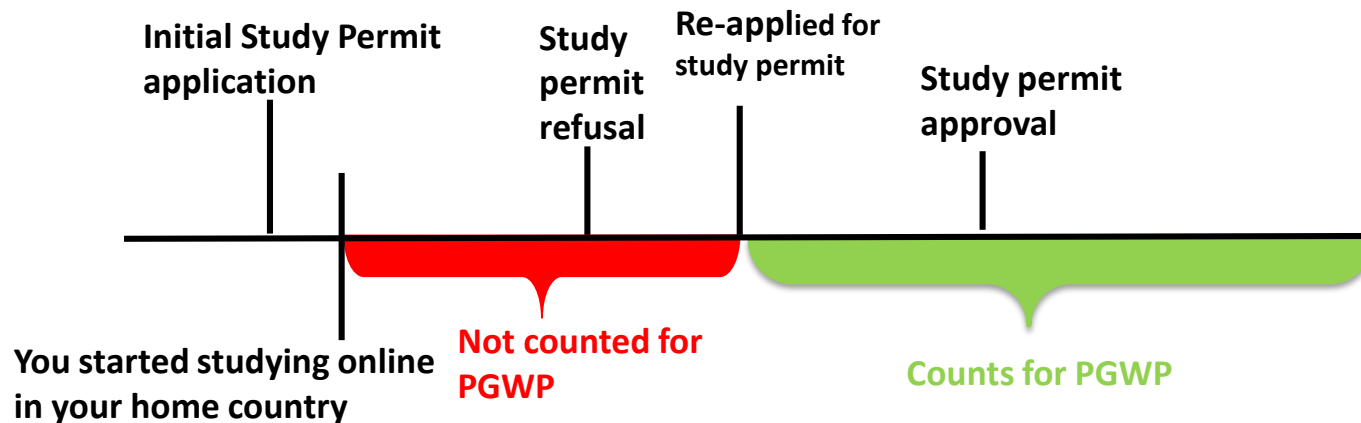 Initial Study Permit
application
Study
permit
refusal
Re-applied for
study permit
Study permit
approval
You started studying online
in your home country
Not counted for
PGWP
Counts for PGWP